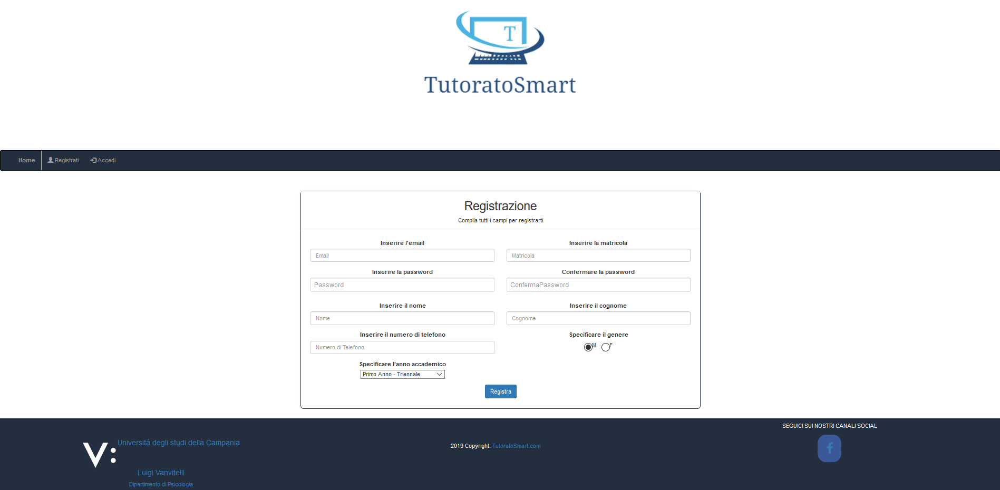 T
TutoratoSmart
Home Registrati Accedi
Registrazione
Compila tutti i campi per registrarti
Inserire l'email Inserire la matricola
Email Matricola
Inserire la password Confermare la password
Password ConfermaPassword
Inserire il nome Inserire il cognome
Nome Cognome
Inserire il numero di telefono Specificare il genere
Numero di Telefono M F
Specificare l'anno accademico
Primo Anno - Triennale
Registra
SEGUICI SUI NOSTRI CANALI SOCIAL
V: Universitá degli studi della Campania
2019 Copyright: TutoratoSmart.com
f
Luigi Vanvitelli
Dipartimento di Psicologia